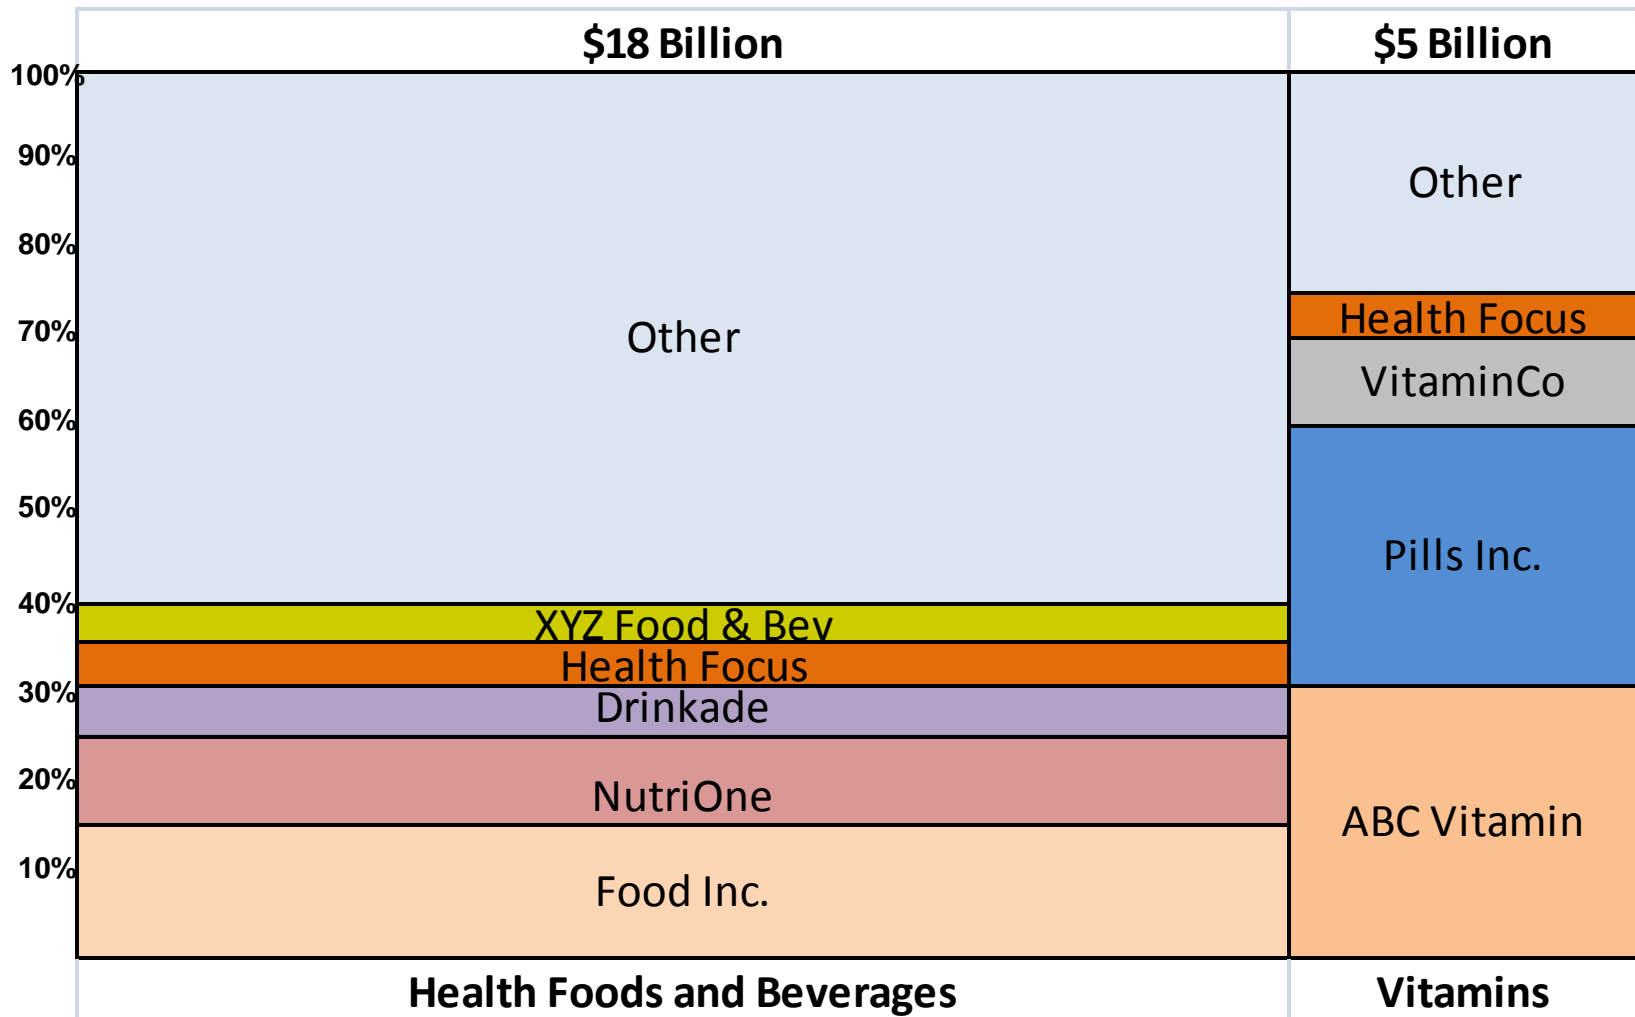 $18 Billion
$5 Billion
100%
90%
80%
70%
60%
50%
40%
30%
20%
10%
Other
XYZ Food & Bev
Health Focus
Drinkade
NutriOne
Food Inc.
Other
Health Focus
VitaminCo
Pills Inc.
ABC Vitamin
Health Foods and Beverages
Vitamins